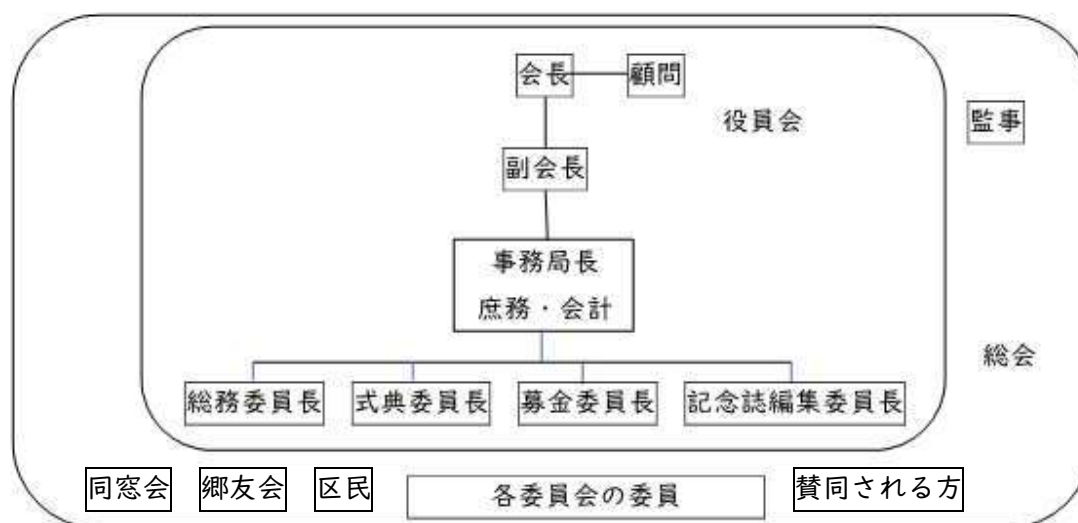 会長
顧問
役員会
監事
副会長
事務局長
庶務・会計
総会
総務委員長
式典委員長
募金委員長
記念誌編集委員長
同窓会
郷友会
区民
各委員会の委員
賛同される方